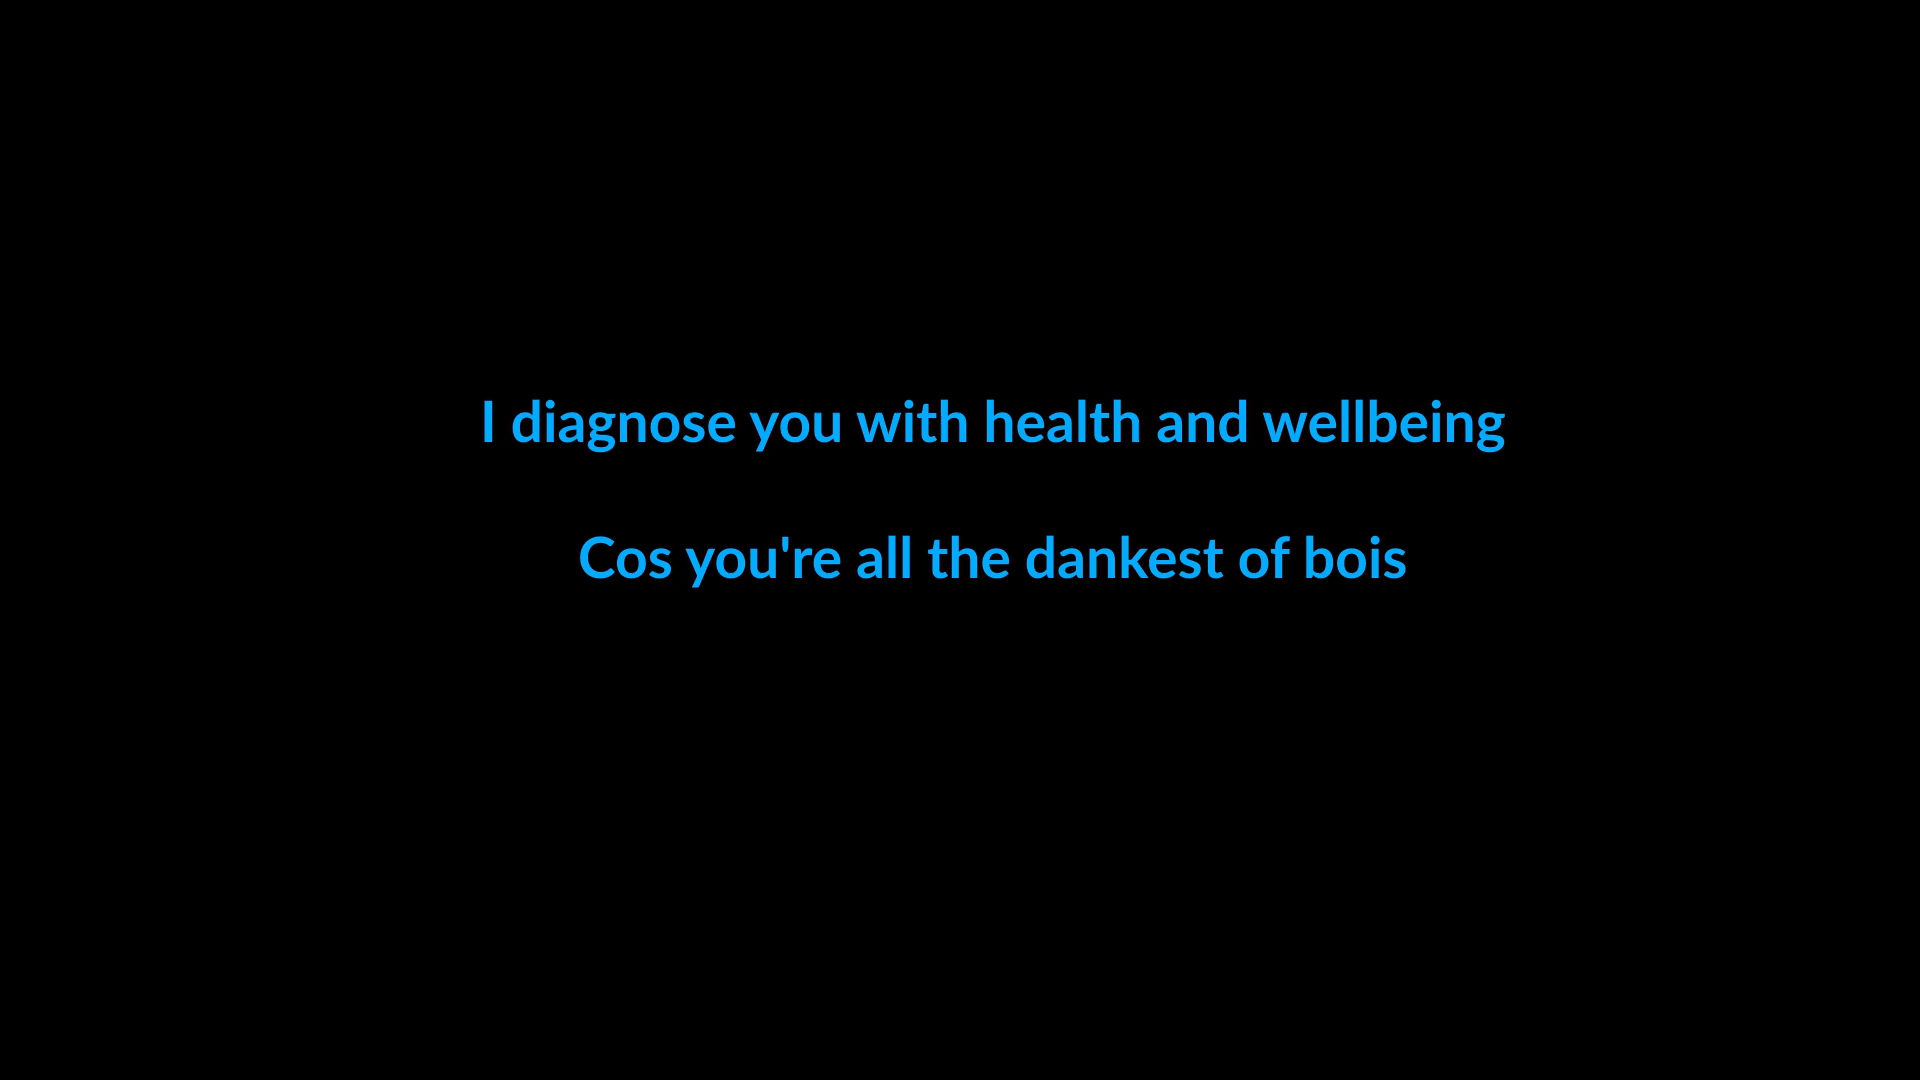 I diagnose you with health and wellbeing
Cos you're all the dankest of bois